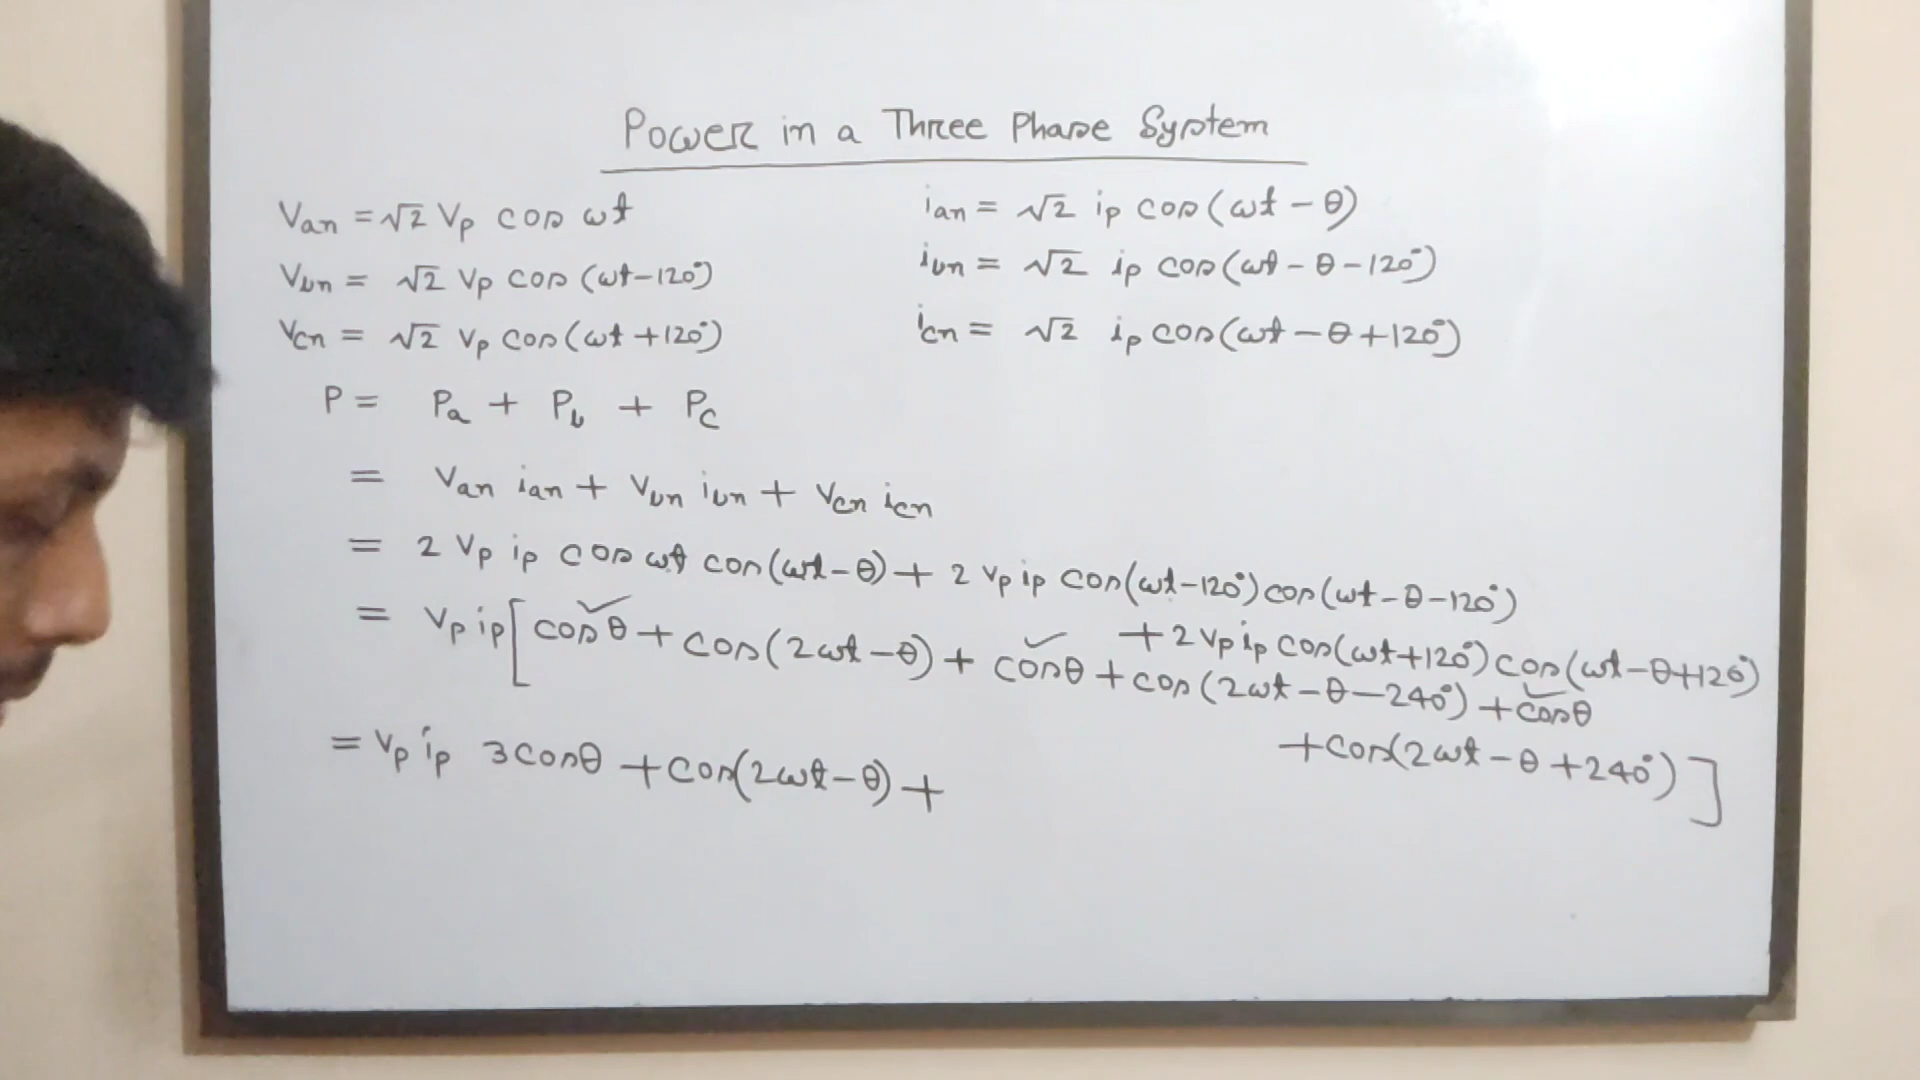 Power in a Three Phase System
Van = √2 Vp cos ωt
ian = √2 ip cos(ωt - θ)
Vbn = √2 Vp cos (ωt-120°)
ibn = √2 ip cos(ωt - θ - 120°)
Vcn = √2 Vp cos(ωt +120°)
icn = √2 ip cos(ωt - θ +120°)
P = Pa + Pb + Pc
= Van ian + Vbn ibn + Vcn icn
= 2 Vp ip cos ωt cos(ωt - θ) + 2 Vp ip cos(ωt-120°) cos(ωt - θ - 120°)
+ 2 Vp ip cos(ωt+120°) cos(ωt - θ+120°)
= Vp ip [ cos θ + cos(2ωt - θ) + cosθ + cos(2ωt - θ - 240°) + cosθ
+ cos(2ωt - θ + 240°) ]
= Vp ip 3cosθ + cos(2ωt - θ) +